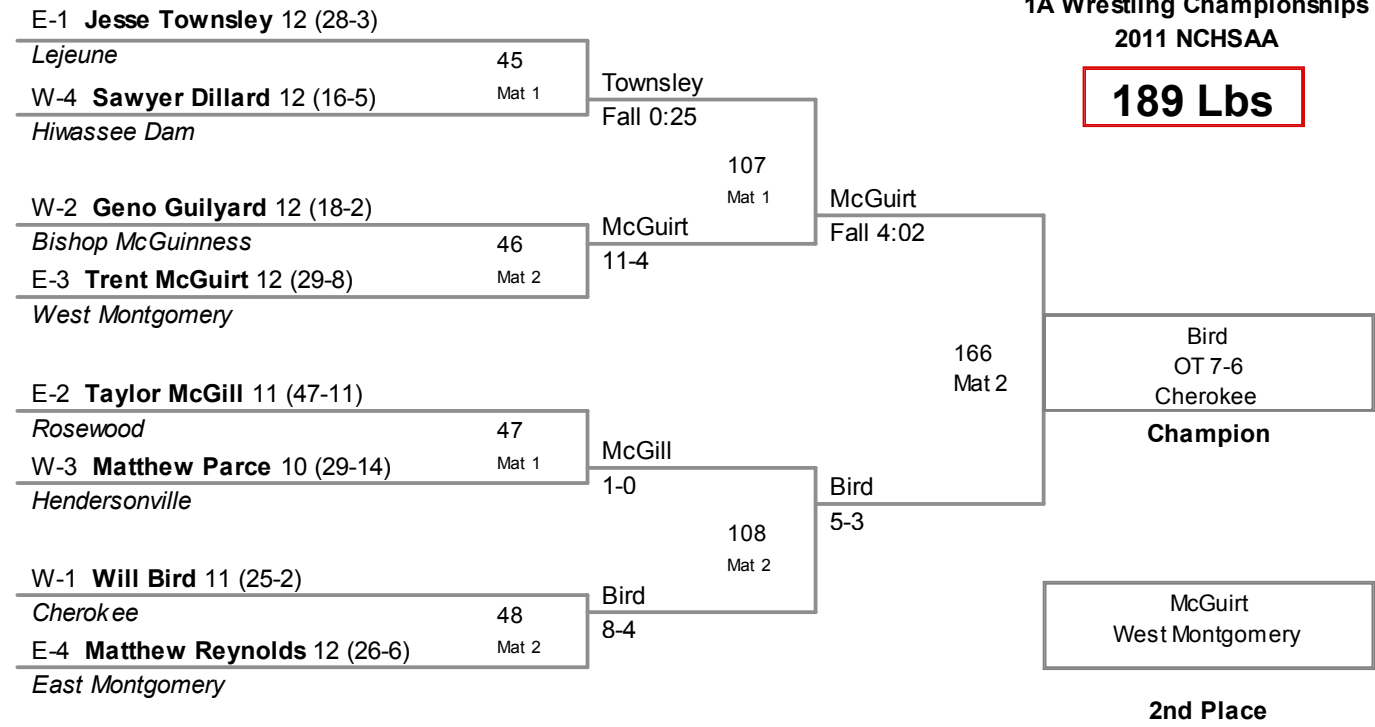 1A Wrestling Championships
2011 NCHSAA
189 Lbs
E-1 Jesse Townsley 12 (28-3)
Lejeune
45
W-4 Sawyer Dillard 12 (16-5)
Mat 1
Hiwassee Dam
Townsley
Fall 0:25
107
Mat 1
W-2 Geno Guilyard 12 (18-2)
Bishop McGuinness
46
E-3 Trent McGuirt 12 (29-8)
Mat 2
West Montgomery
McGuirt
11-4
McGuirt
Fall 4:02
166
Mat 2
E-2 Taylor McGill 11 (47-11)
Rosewood
47
W-3 Matthew Parce 10 (29-14)
Mat 1
Hendersonville
McGill
1-0
108
Mat 2
Bird
5-3
W-1 Will Bird 11 (25-2)
Cherokee
48
E-4 Matthew Reynolds 12 (26-6)
Mat 2
East Montgomery
Bird
8-4
Bird
OT 7-6
Cherokee
Champion
McGuirt
West Montgomery
2nd Place